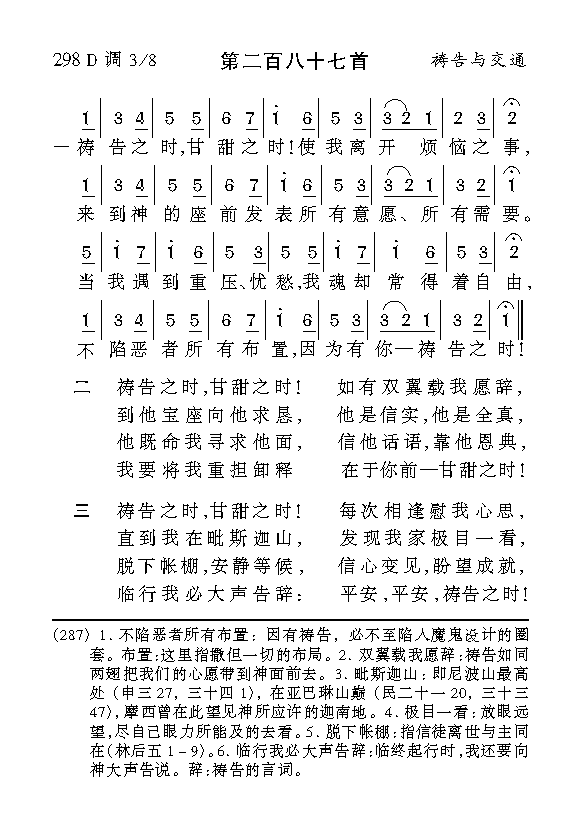 298 D 调 3/8 第二百八十七首 祷告与交通
1 | 3 4 | 5 5 | 6 7 | 1 6 | 5 3 | 3 2 1 | 2 3 | 2
一祷 告之 时,甘 甜之 时!使 我离 开 烦 恼之 事,
1 | 3 4 | 5 5 | 6 7 | 1 6 | 5 3 | 3 2 1 | 3 2 | 1
来 到神 的座 前发 表所 有意 愿、所 有需 要。
5 | 1 7 | 1 6 | 5 3 | 5 5 | 1 7 | 1 6 | 5 3 | 2
当 我遇 到重 压、忧 愁,我 魂却 常 得 着自 由,
1 | 3 4 | 5 5 | 6 7 | 1 6 | 5 3 | 3 2 1 | 3 2 | 1
不 陷恶 者所 有布 置,因 为有 你—祷 告之 时!
二 祷告之时,甘甜之时! 如有双翼载我愿辞,
到他宝座向他求恳, 他是信实,他是全真,
他既命我寻求他面, 信他话语,靠他恩典,
我要将我重担卸释 在于你前—甘甜之时!
三 祷告之时,甘甜之时! 每次相逢慰我心思,
直到我在毗斯迦山, 发现我家极目一看,
脱下帐棚,安静等候, 信心变见,盼望成就,
临行我必大声告辞: 平安,平安,祷告之时!
(287) 1. 不陷恶者所有布置:因有祷告,必不至陷入魔鬼设计的圈
套。布置:这里指撒但一切的布局。2. 双翼载我愿辞:祷告如同
两翅把我们的心愿带到神面前去。3. 毗斯迦山:即尼波山最高
处(申三27,三十四1),在亚巴琳山巅(民二十一20,三十三
47),摩西曾在此望见神所应许的迦南地。4. 极目一看:放眼远
望,尽自己眼力所能及的去看。5. 脱下帐棚:指信徒离世与主同
在(林后五1-9)。6. 临行我必大声告辞:临终起行时,我还要向
神大声告说。辞:祷告的言词。